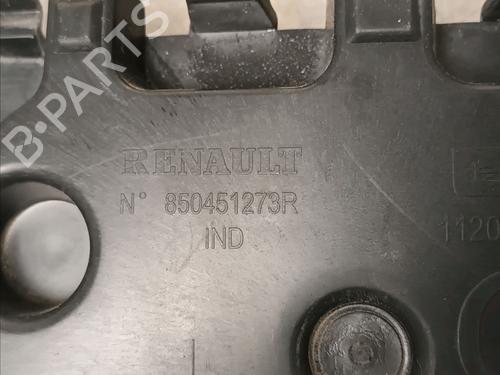 B-PARTS
RENAULT
N° 850451273R
IND
1120